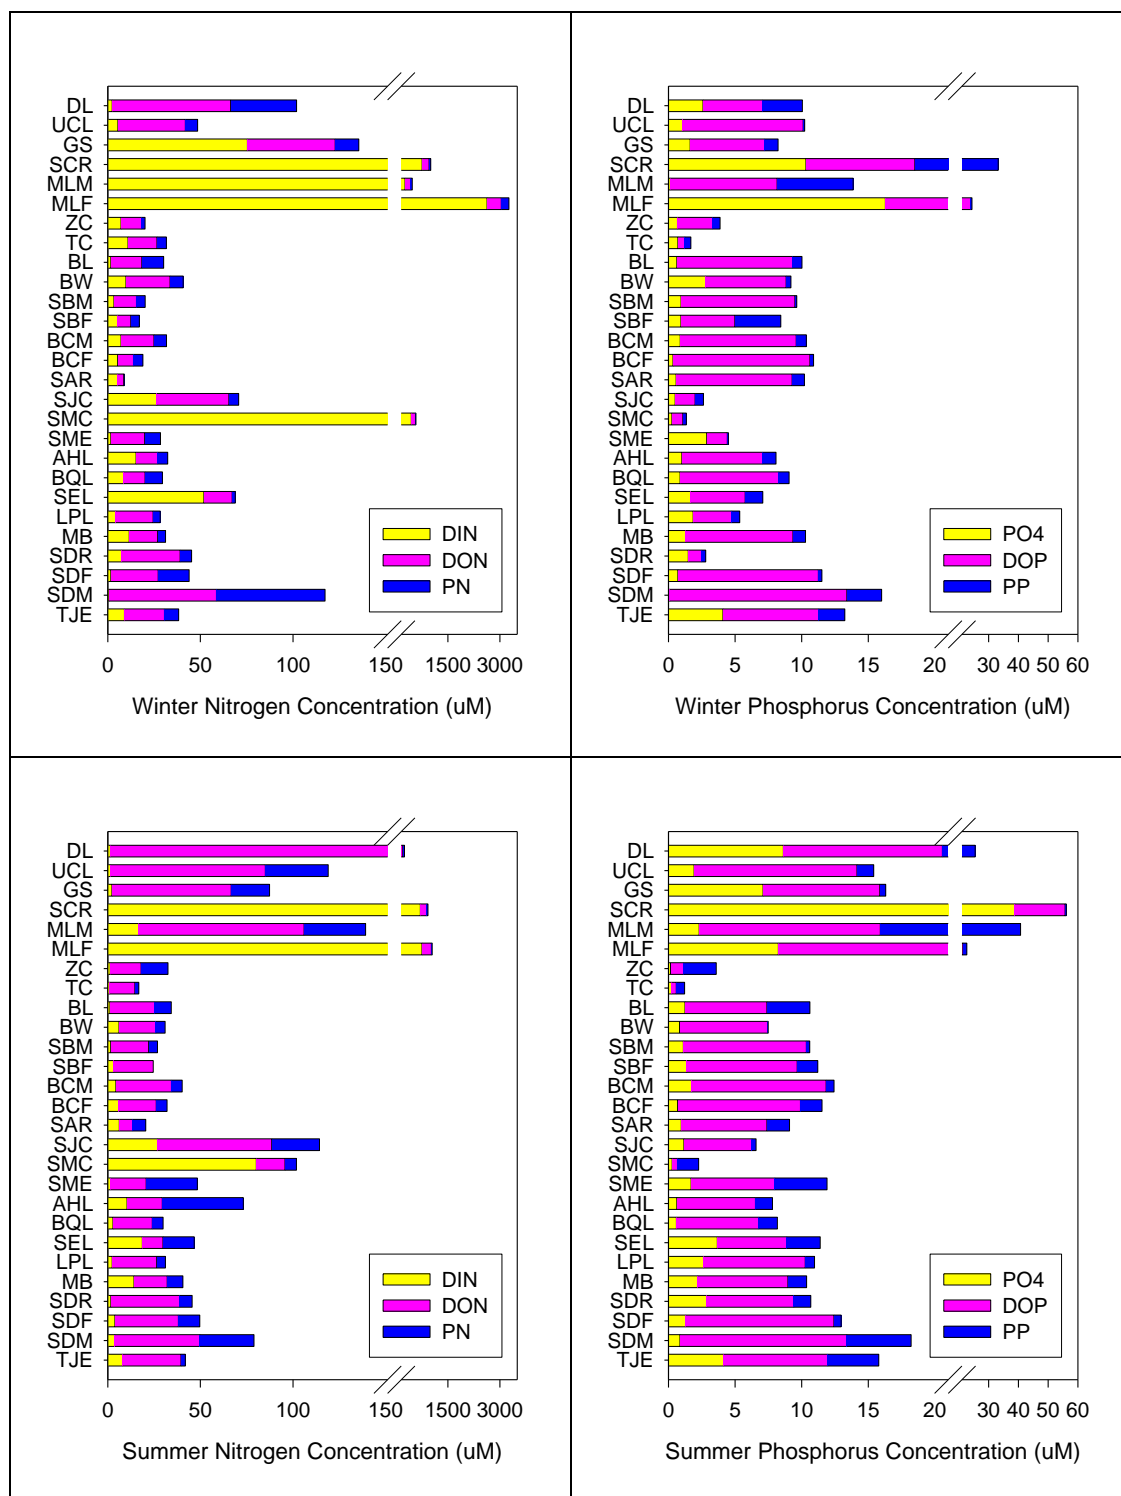 DL
UCL
GS
SCR
MLM
MLF
ZC
TC
BL
BW
SBM
SBF
BCM
BCF
SAR
SJC
SMC
SME
AHL
BQL
SEL
LPL
MB
SDR
SDF
SDM
TJE
DIN
DON
PN
0 50 100 150 1500 3000
Winter Nitrogen Concentration (uM)
DL
UCL
GS
SCR
MLM
MLF
ZC
TC
BL
BW
SBM
SBF
BCM
BCF
SAR
SJC
SMC
SME
AHL
BQL
SEL
LPL
MB
SDR
SDF
SDM
TJE
PO4
DOP
PP
0 5 10 15 20 30 40 50 60
Winter Phosphorus Concentration (uM)
DL
UCL
GS
SCR
MLM
MLF
ZC
TC
BL
BW
SBM
SBF
BCM
BCF
SAR
SJC
SMC
SME
AHL
BQL
SEL
LPL
MB
SDR
SDF
SDM
TJE
DIN
DON
PN
0 50 100 150 1500 3000
Summer Nitrogen Concentration (uM)
DL
UCL
GS
SCR
MLM
MLF
ZC
TC
BL
BW
SBM
SBF
BCM
BCF
SAR
SJC
SMC
SME
AHL
BQL
SEL
LPL
MB
SDR
SDF
SDM
TJE
PO4
DOP
PP
0 5 10 15 20 30 40 50 60
Summer Phosphorus Concentration (uM)